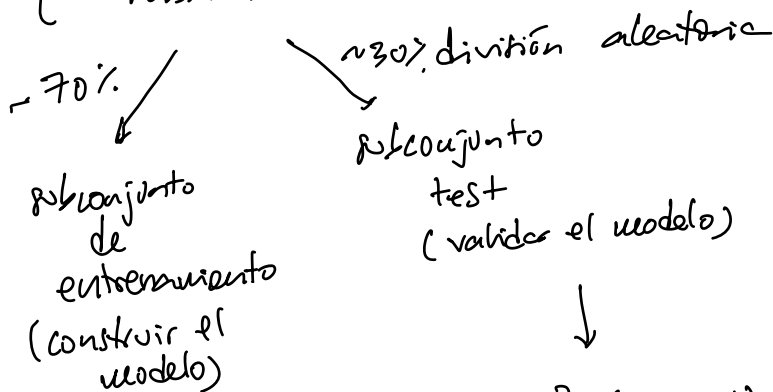 ~ 70%
~30% división aleatoria
subconjunto
de
entrenamiento
(construir el
modelo)
subconjunto
test
(validar el modelo)